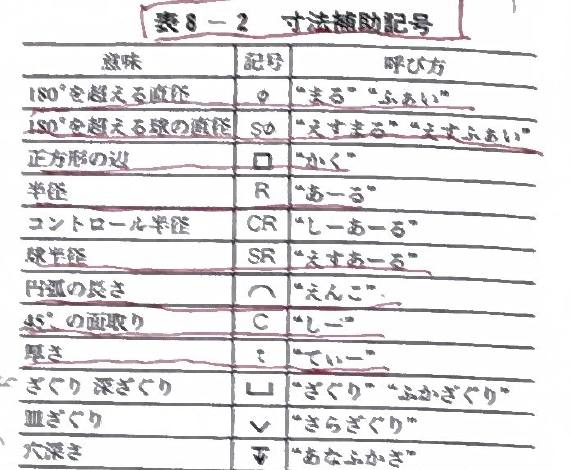 表8-2 寸法補助記号
意味 記号 呼び方
180°を超える直径 φ "まる" "ふぁい"
180°を超える球の直径 Sφ "えすまる" "えすふぁい"
正方形の辺 □ "かく"
半径 R "あーる"
コントロール半径 CR "しーあーる"
球半径 SR "えすあーる"
円弧の長さ ⌒ "えんこ"
45°の面取り C "しー"
厚さ t "てぃー"
ざぐり 深ざぐり ⌴ "ざぐり" "ふかざぐり"
皿ざぐり ⌵ "さらざぐり"
穴深さ ↧ "あなふかさ"